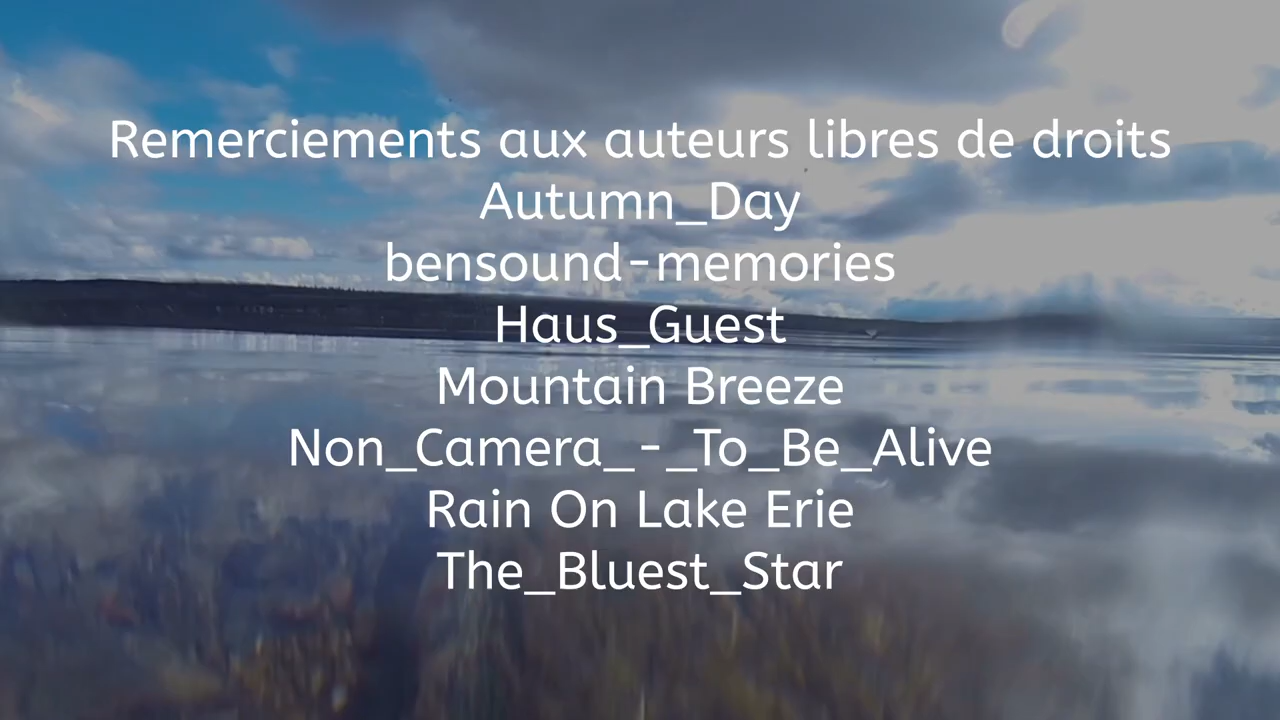 Remerciements aux auteurs libres de droits
Autumn_Day
bensound-memories
Haus_Guest
Mountain Breeze
Non_Camera_-_To_Be_Alive
Rain On Lake Erie
The_Bluest_Star